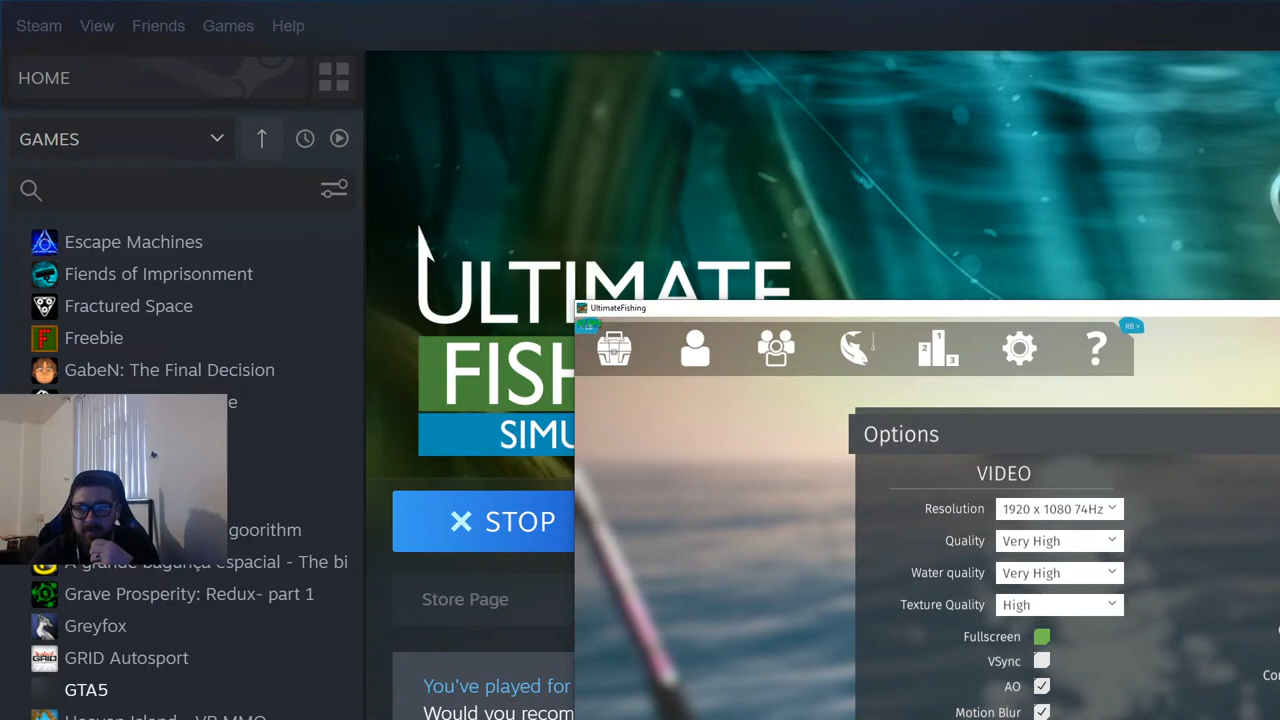 Steam View Friends Games Help
HOME
GAMES
Escape Machines
Fiends of Imprisonment
Fractured Space
Freebie
GabeN: The Final Decision
e
goorithm
espacial - The bi
Grave Prosperity: Redux- part 1
Greyfox
GRID Autosport
GTA5
ULTIMATE
FISH
SIMU
STOP
Store Page
You've played for
Would you recom
UltimateFishing
RB >
Options
VIDEO
Resolution 1920 x 1080 74Hz
Quality Very High
Water quality Very High
Texture Quality High
Fullscreen
VSync
AO
Motion Blur
Co